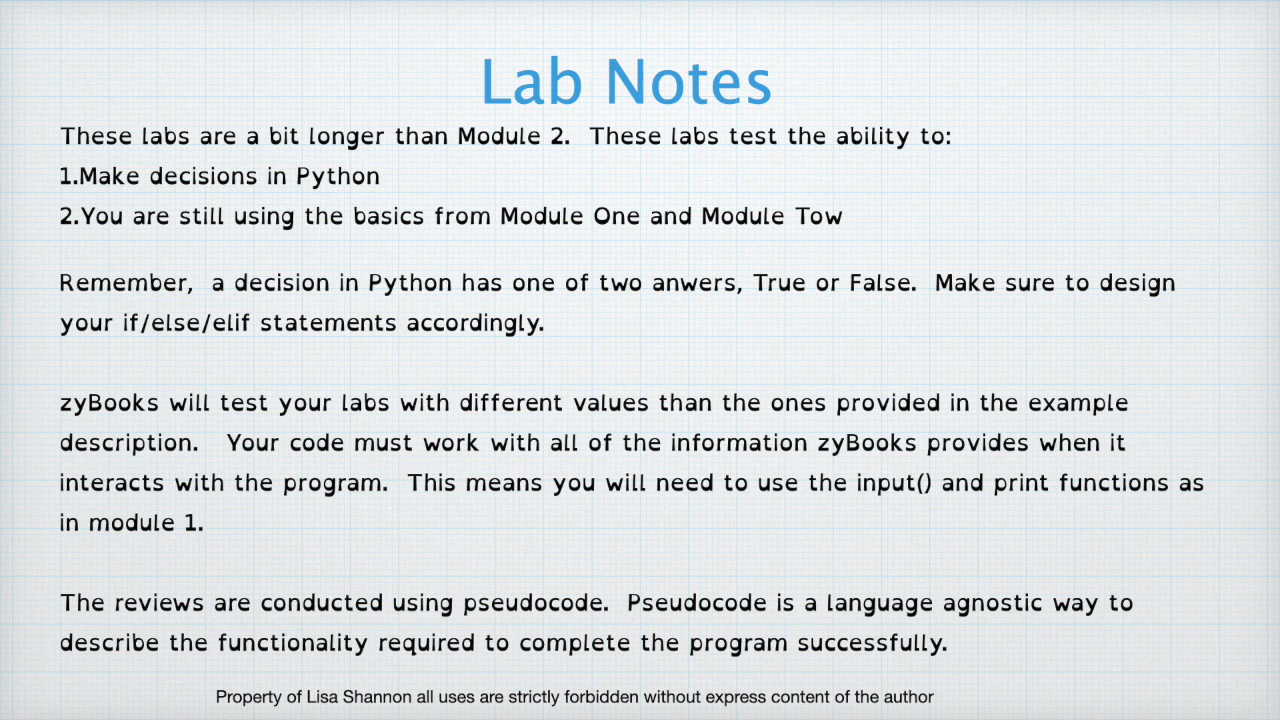 Lab Notes
These labs are a bit longer than Module 2.  These labs test the ability to:
1.Make decisions in Python
2.You are still using the basics from Module One and Module Tow
Remember,  a decision in Python has one of two anwers, True or False.  Make sure to design
your if/else/elif statements accordingly.
zyBooks will test your labs with different values than the ones provided in the example
description.   Your code must work with all of the information zyBooks provides when it
interacts with the program.  This means you will need to use the input() and print functions as
in module 1.
The reviews are conducted using pseudocode.  Pseudocode is a language agnostic way to
describe the functionality required to complete the program successfully.
Property of Lisa Shannon all uses are strictly forbidden without express content of the author